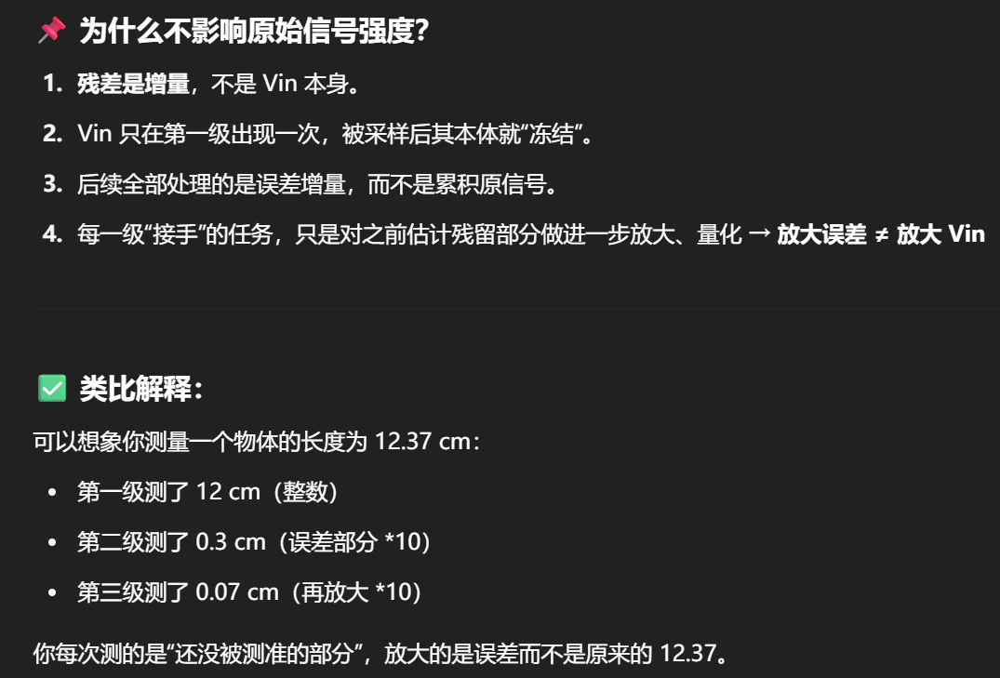 📌 为什么不影响原始信号强度？
1. 残差是增量，不是 Vin 本身。
2. Vin 只在第一级出现一次，被采样后其本体就“冻结”。
3. 后续全部处理的是误差增量，而不是累积原信号。
4. 每一级“接手”的任务，只是对之前估计残留部分做进一步放大、量化 → 放大误差 ≠ 放大 Vin
✅ 类比解释：
可以想象你测量一个物体的长度为 12.37 cm：
• 第一级测了 12 cm（整数）
• 第二级测了 0.3 cm（误差部分 *10）
• 第三级测了 0.07 cm（再放大 *10）
你每次测的是“还没被测准的部分”，放大的是误差而不是原来的 12.37。